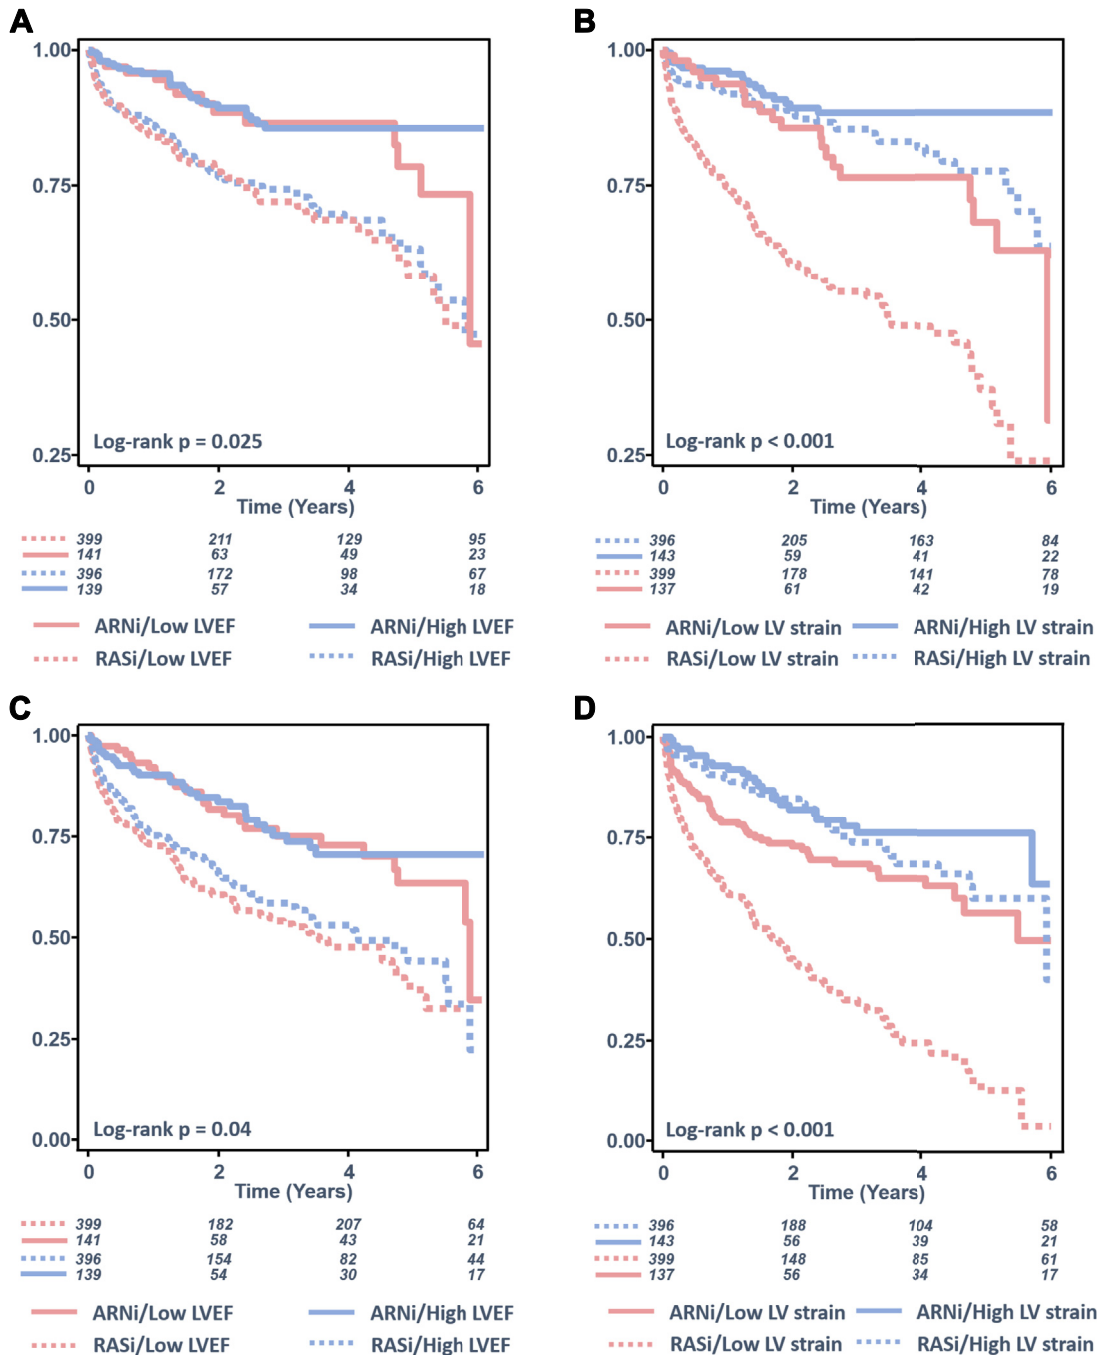 A
1.00
0.75
0.50
0.25
Log-rank p = 0.025
0 2 4 6
Time (Years)
399 211 129 95
141 63 49 23
396 172 98 67
139 57 34 18
ARNi/Low LVEF ARNi/High LVEF
RASi/Low LVEF RASi/High LVEF
B
1.00
0.75
0.50
0.25
Log-rank p < 0.001
0 2 4 6
Time (Years)
396 205 163 84
143 59 41 22
399 178 141 78
137 61 42 19
ARNi/Low LV strain ARNi/High LV strain
RASi/Low LV strain RASi/High LV strain
C
1.00
0.75
0.50
0.25
0.00
Log-rank p = 0.04
0 2 4 6
Time (Years)
399 182 207 64
141 58 43 21
396 154 82 44
139 54 30 17
ARNi/Low LVEF ARNi/High LVEF
RASi/Low LVEF RASi/High LVEF
D
1.00
0.75
0.50
0.25
0.00
Log-rank p < 0.001
0 2 4 6
Time (Years)
396 188 104 58
143 56 39 21
399 148 85 61
137 56 34 17
ARNi/Low LV strain ARNi/High LV strain
RASi/Low LV strain RASi/High LV strain